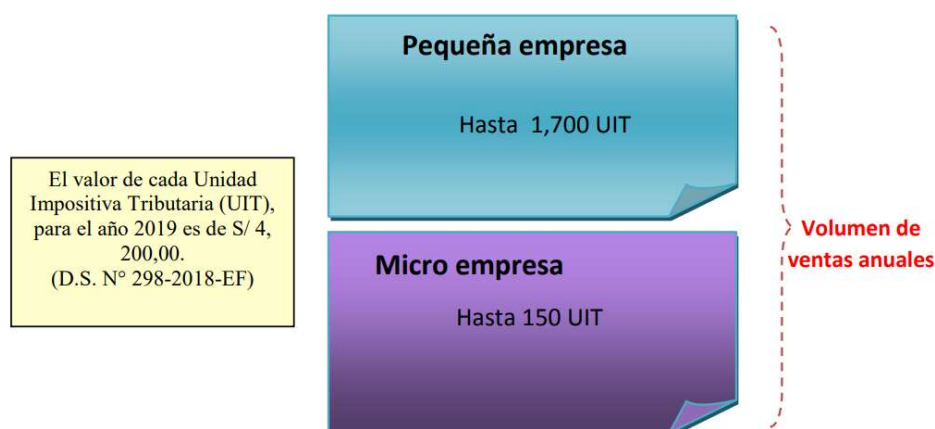 Pequeña empresa
Hasta 1,700 UIT
El valor de cada Unidad
Impositiva Tributaria (UIT),
para el año 2019 es de S/ 4,
200,00.
(D.S. N° 298-2018-EF)
Micro empresa
Hasta 150 UIT
Volumen de
ventas anuales